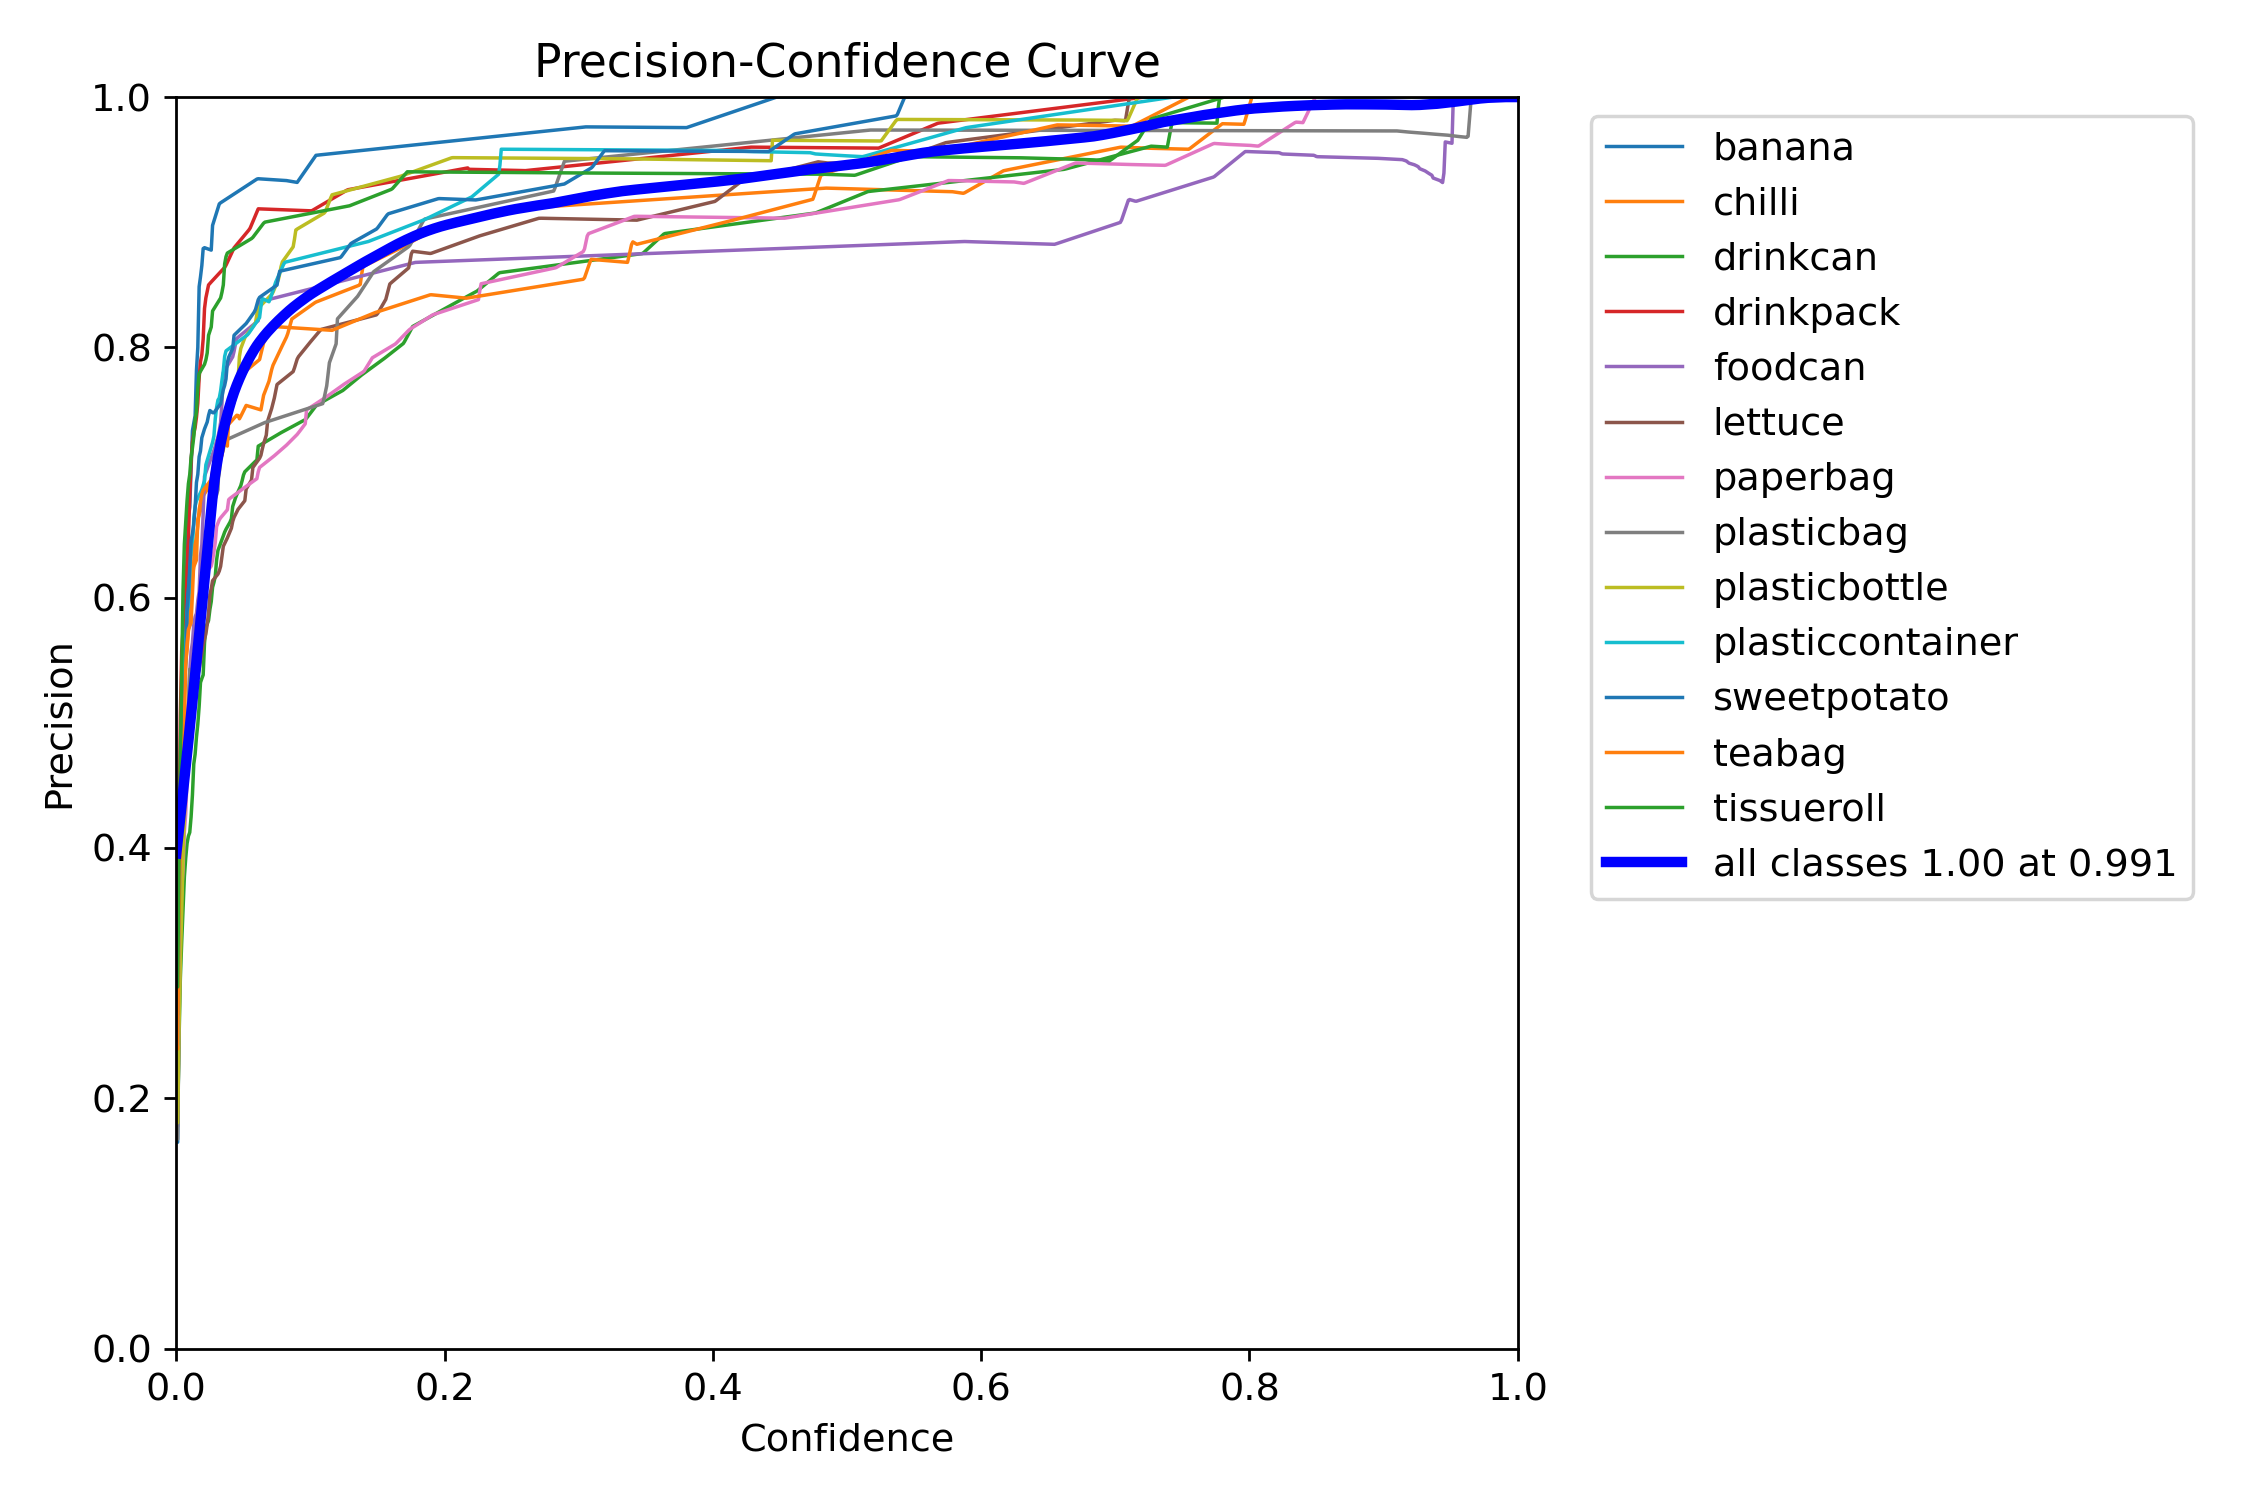 Precision-Confidence Curve
1.0
0.8
0.6
0.4
0.2
0.0
Precision
0.0 0.2 0.4 0.6 0.8 1.0
Confidence
banana
chilli
drinkcan
drinkpack
foodcan
lettuce
paperbag
plasticbag
plasticbottle
plasticcontainer
sweetpotato
teabag
tissueroll
all classes 1.00 at 0.991